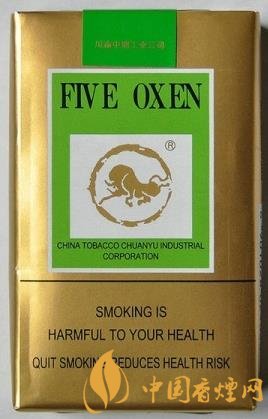 川渝中烟工业公司
FIVE OXEN
®
CHINA TOBACCO CHUANYU INDUSTRIAL
CORPORATION
SMOKING IS
HARMFUL TO YOUR HEALTH
QUIT SMOKING REDUCES HEALTH RISK
中国香烟网